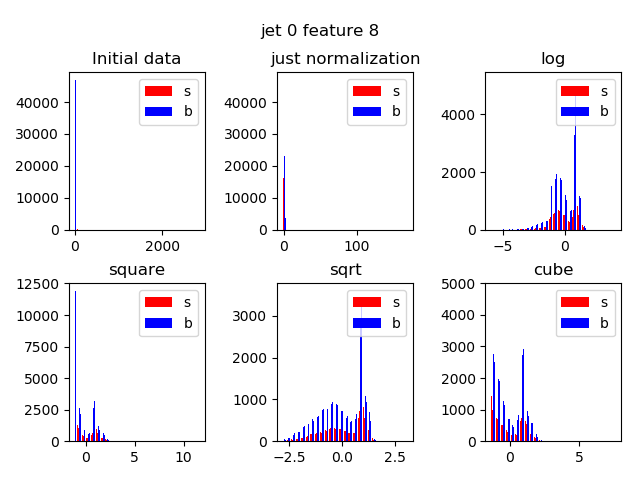 jet 0 feature 8
Initial data
just normalization
log
40000
30000
20000
10000
0
0
2000
s
b
40000
30000
20000
10000
0
0
100
s
b
4000
2000
0
−5
0
s
b
square
sqrt
cube
12500
10000
7500
5000
2500
0
0
5
10
s
b
3000
2000
1000
0
−2.5
0.0
2.5
s
b
5000
4000
3000
2000
1000
0
0
5
s
b